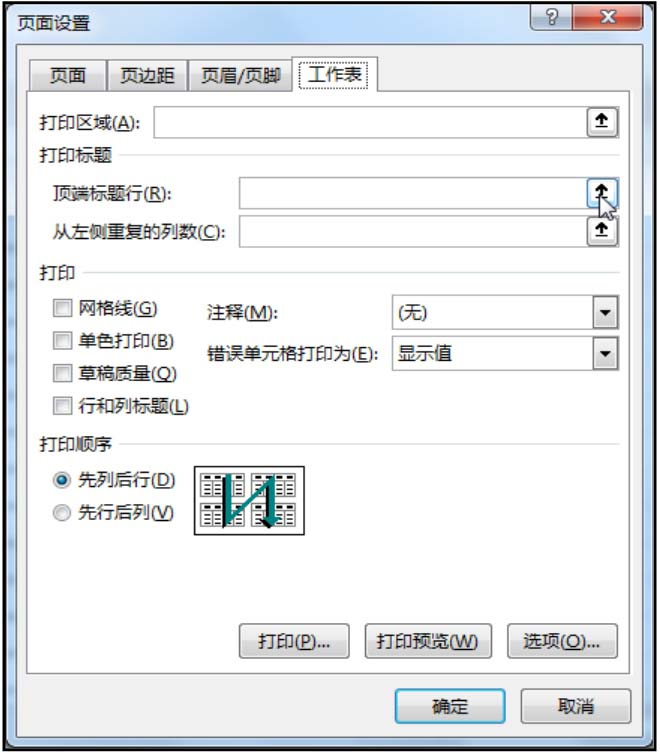 页面设置
页面 页边距 页眉/页脚 工作表
打印区域(A):
打印标题
顶端标题行(R):
从左侧重复的列数(C):
打印
网格线(G) 注释(M): (无)
单色打印(B)
错误单元格打印为(E): 显示值
草稿质量(Q)
行和列标题(L)
打印顺序
先列后行(D)
先行后列(V)
打印(P)... 打印预览(W) 选项(O)...
确定 取消